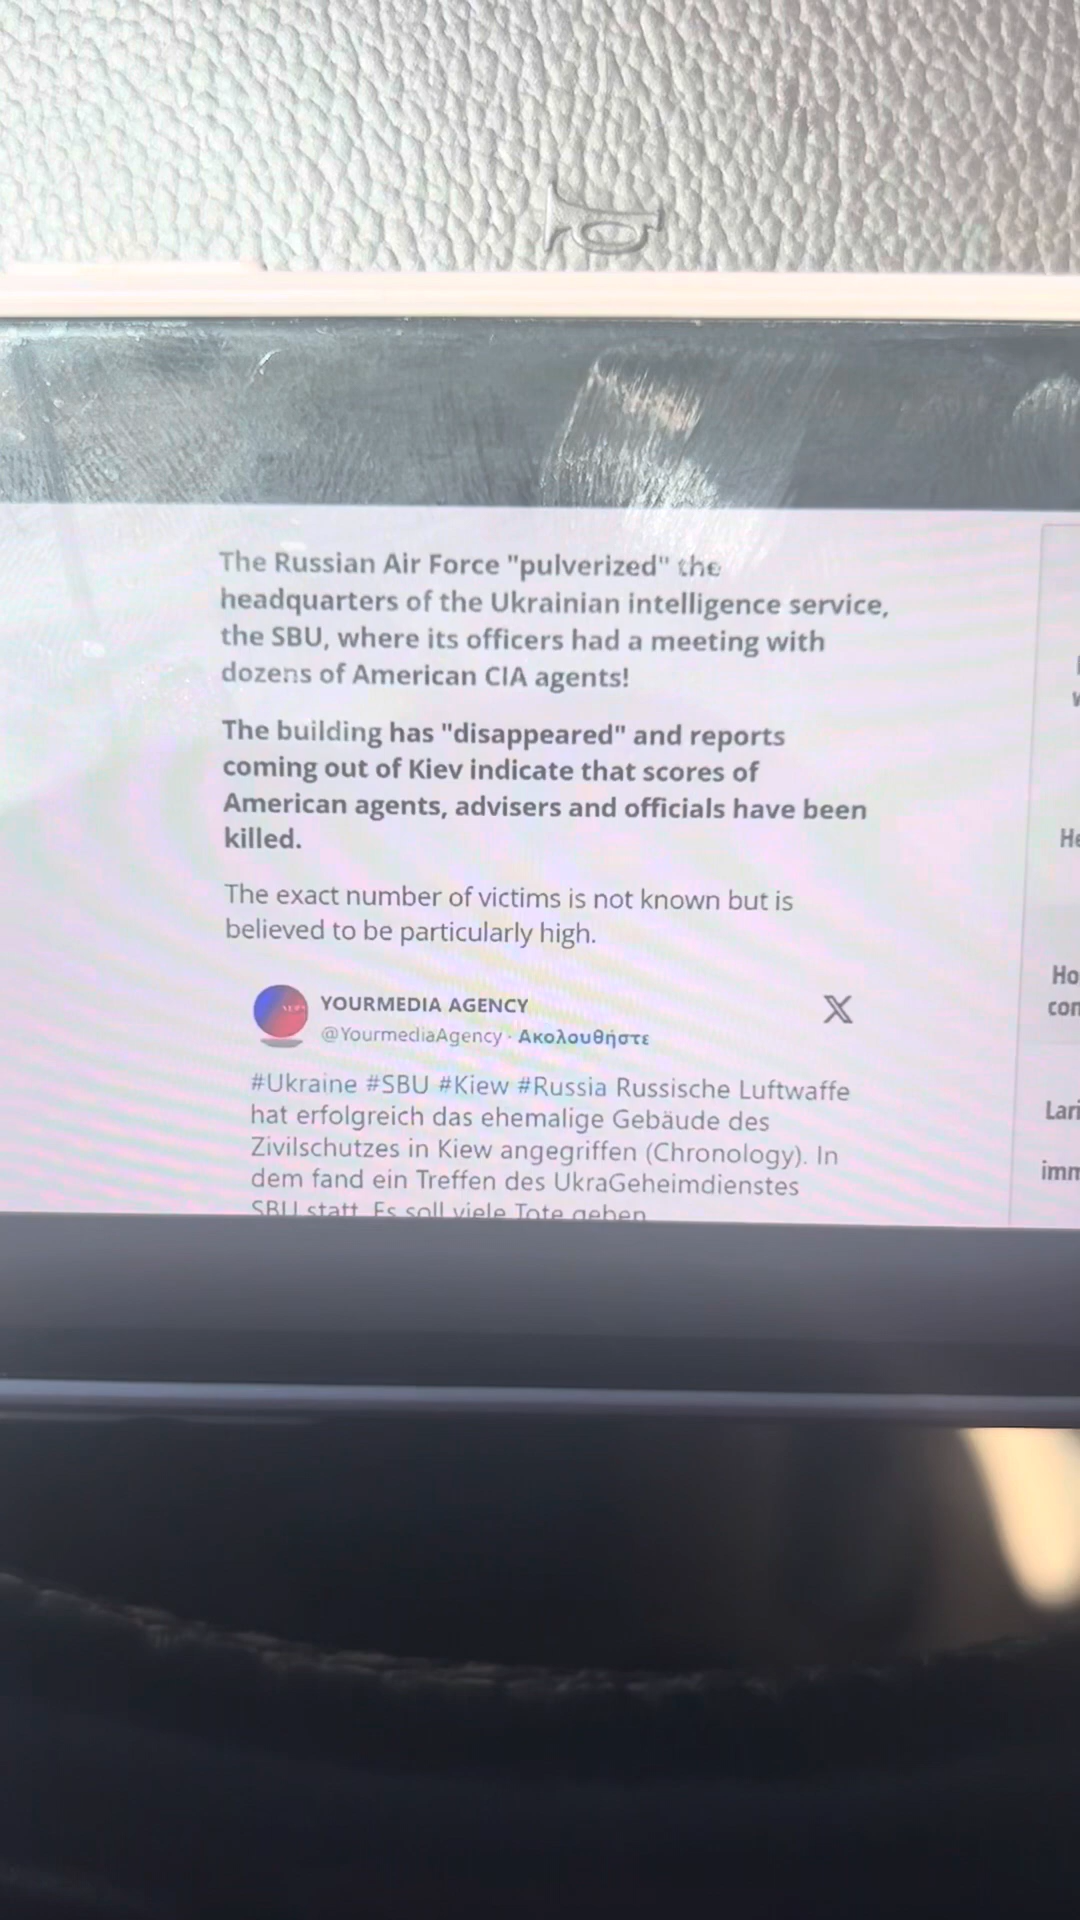 The Russian Air Force "pulverized" the
headquarters of the Ukrainian intelligence service,
the SBU, where its officers had a meeting with
dozens of American CIA agents!
The building has "disappeared" and reports
coming out of Kiev indicate that scores of
American agents, advisers and officials have been
killed.
The exact number of victims is not known but is
believed to be particularly high.
YOURMEDIA AGENCY
@YourmediaAgency · Ακολουθήστε
#Ukraine #SBU #Kiew #Russia Russische Luftwaffe
hat erfolgreich das ehemalige Gebäude des
Zivilschutzes in Kiew angegriffen (Chronology). In
dem fand ein Treffen des UkraGeheimdienstes
SBU statt. Es soll viele Tote geben
Ho
con
Lari
imm